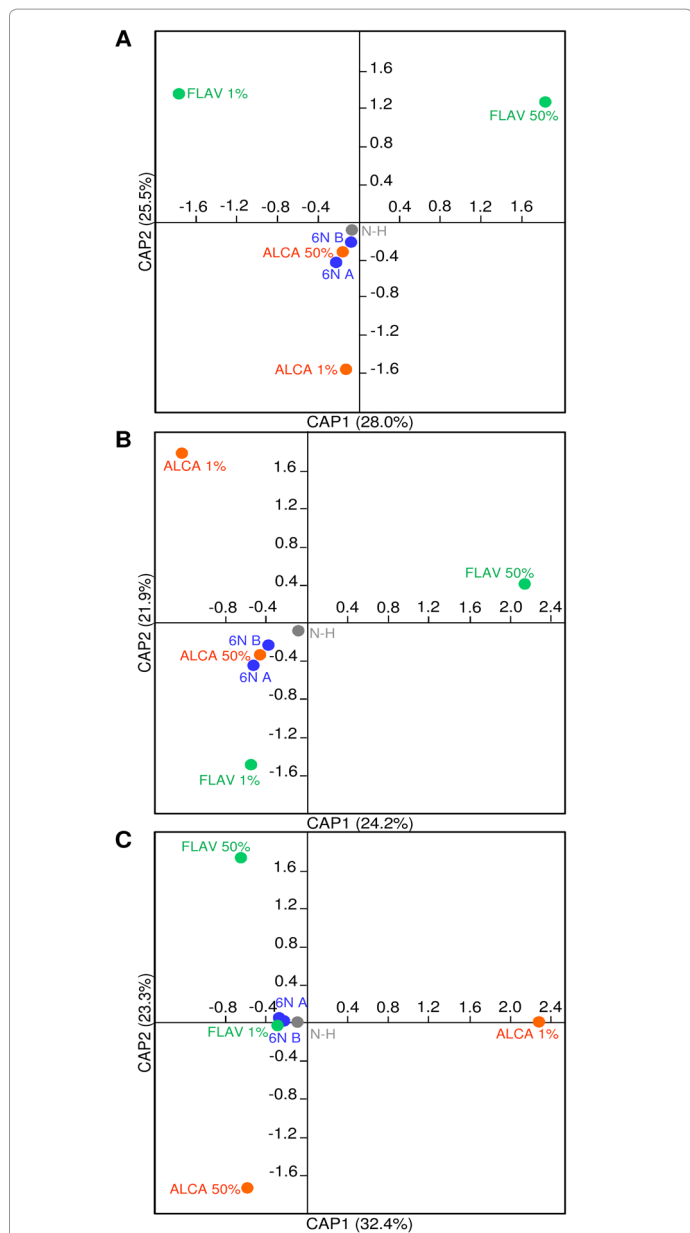 A
1.6
FLAV 1%
1.2
FLAV 50%
0.8
0.4
-1.6 -1.2 -0.8 -0.4 0.4 0.8 1.2 1.6
N-H
6N B
ALCA 50%
-0.4
6N A
-0.8
-1.2
ALCA 1%
-1.6
CAP2 (25.5%)
CAP1 (28.0%)
B
1.6
ALCA 1%
1.2
0.8
FLAV 50%
0.4
-0.8 -0.4 0.4 0.8 1.2 1.6 2.0 2.4
N-H
6N B
ALCA 50%
-0.4
6N A
-0.8
-1.2
FLAV 1%
-1.6
CAP2 (21.9%)
CAP1 (24.2%)
C
FLAV 50%
1.6
1.2
0.8
0.4
-0.8 -0.4 0.4 0.8 1.2 1.6 2.0 2.4
6N A
FLAV 1%
6N B
N-H
ALCA 1%
-0.4
-0.8
-1.2
-1.6
ALCA 50%
CAP2 (23.3%)
CAP1 (32.4%)